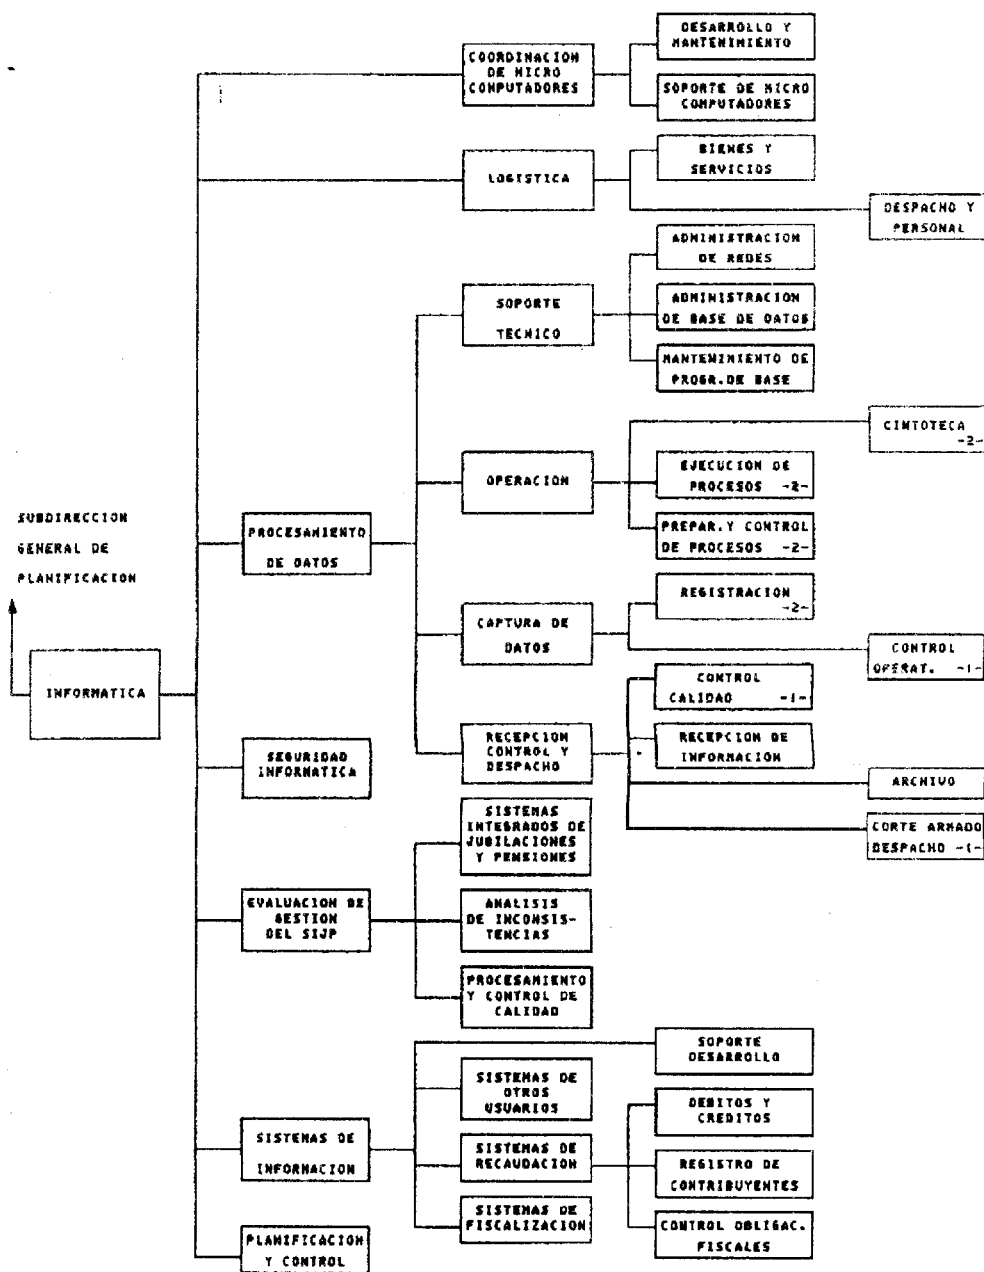 DESARROLLO Y
MANTENIMIENTO
COORDINACION
DE MICRO
COMPUTADORES
SOPORTE DE MICRO
COMPUTADORES
BIENES Y
SERVICIOS
LOGISTICA
DESPACHO Y
PERSONAL
ADMINISTRACION
DE REDES
SOPORTE
TECNICO
ADMINISTRACION
DE BASE DE DATOS
MANTENIMIENTO DE
PROGR.DE BASE
CINTOTECA
-2-
OPERACION
EJECUCION DE
PROCESOS -2-
PREPAR.Y CONTROL
DE PROCESOS -2-
SUBDIRECCION
GENERAL DE
PLANIFICACION
PROCESAMIENTO
DE DATOS
REGISTRACION
-2-
CAPTURA DE
DATOS
CONTROL
OPERAT. -1-
INFORMATICA
CONTROL
CALIDAD -1-
RECEPCION
CONTROL Y
DESPACHO
RECEPCION DE
INFORMACION
SEGURIDAD
INFORMATICA
ARCHIVO
CORTE ARMADO
DESPACHO -1-
SISTEMAS
INTEGRADOS DE
JUBILACIONES
Y PENSIONES
EVALUACION DE
GESTION
DEL SIJP
ANALISIS
DE INCONSIS-
TENCIAS
PROCESAMIENTO
Y CONTROL DE
CALIDAD
SOPORTE
DESARROLLO
SISTEMAS DE
OTROS
USUARIOS
DEBITOS Y
CREDITOS
SISTEMAS DE
INFORMACION
SISTEMAS DE
RECAUDACION
REGISTRO DE
CONTRIBUYENTES
SISTEMAS DE
FISCALIZACION
CONTROL OBLIGAC.
FISCALES
PLANIFICACION
Y CONTROL